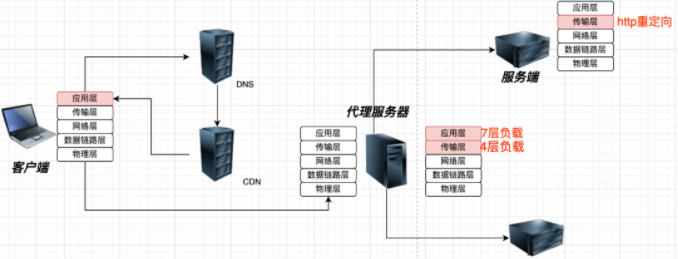 应用层
传输层
网络层
数据链路层
物理层
客户端
DNS
CDN
代理服务器
应用层
传输层
网络层
数据链路层
物理层
应用层
传输层
网络层
数据链路层
物理层
7层负载
4层负载
服务端
应用层
传输层
网络层
数据链路层
物理层
http重定向